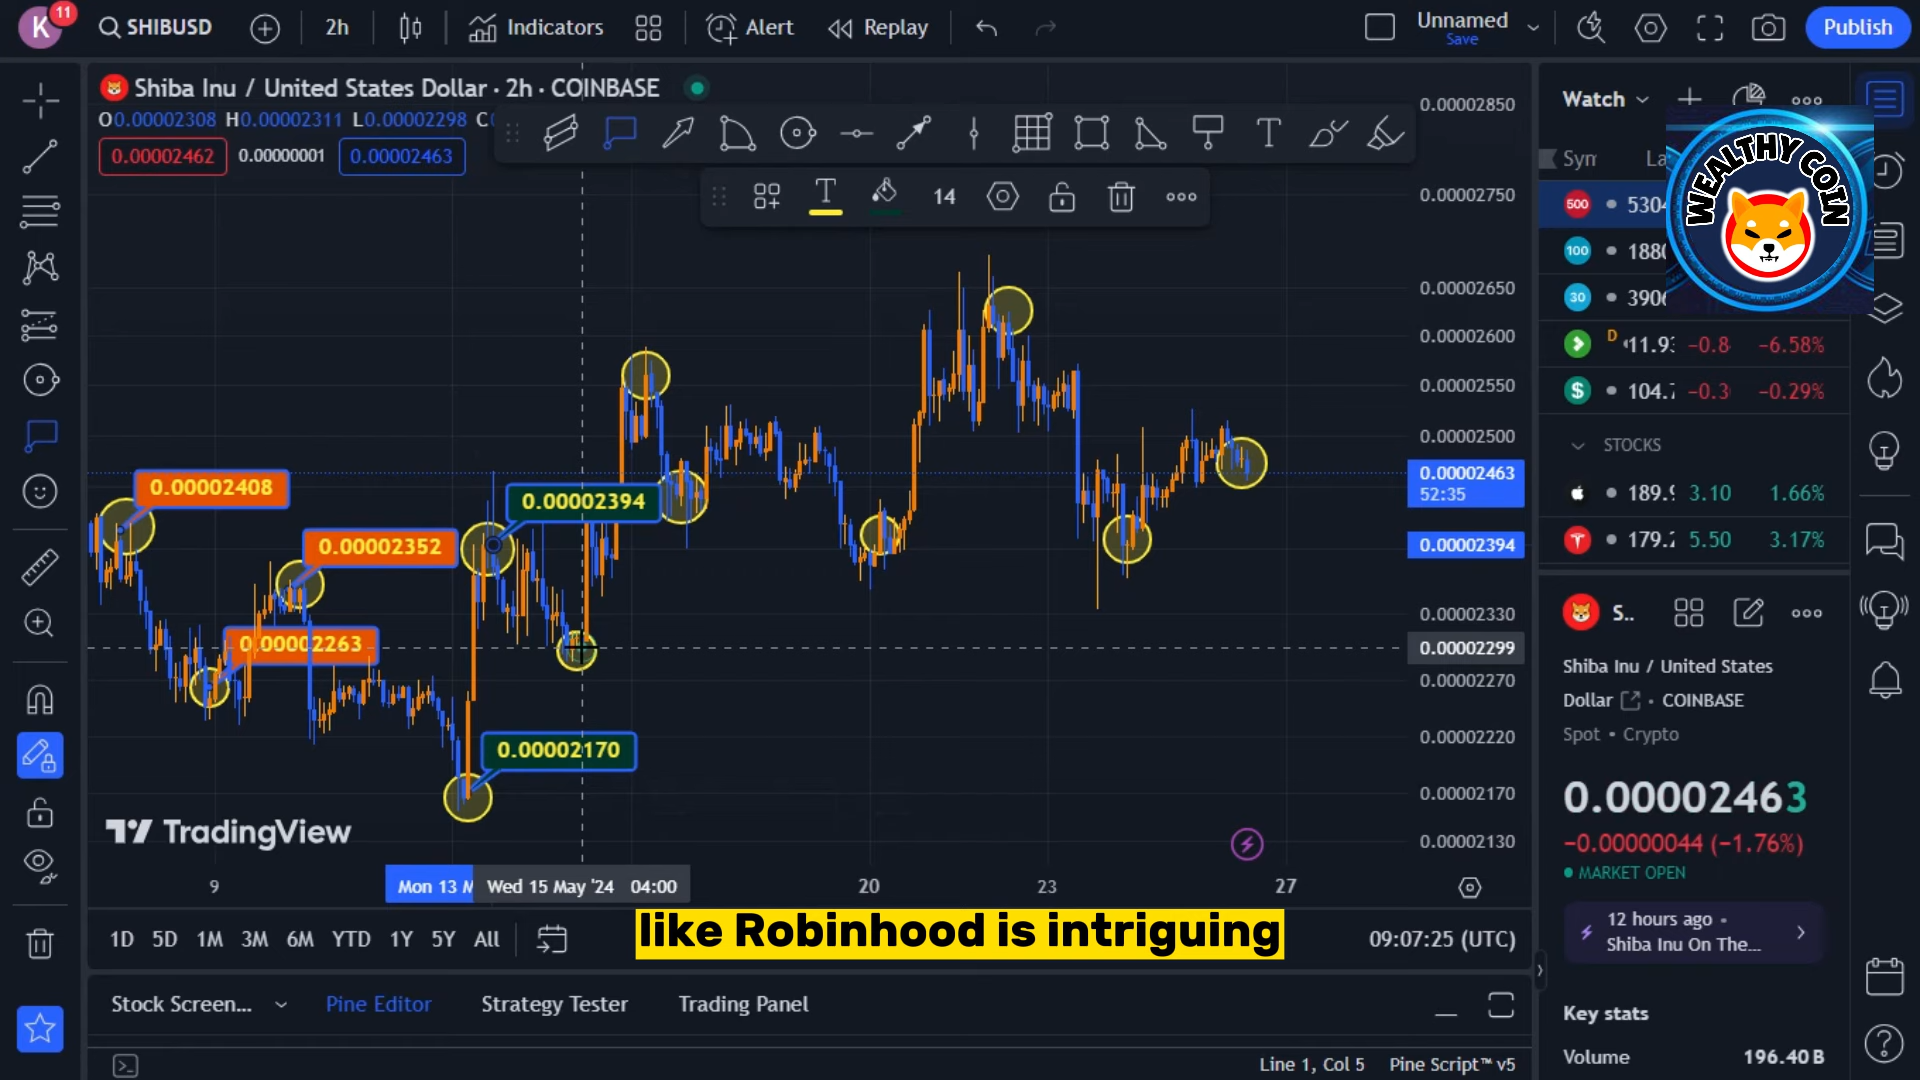 K
11
SHIBUSD
2h
Indicators
Alert
Replay
Unnamed
Save
Publish
Shiba Inu / United States Dollar · 2h · COINBASE
O0.00002308 H0.00002311 L0.00002298 C
0.00002462
0.00000001
0.00002463
T
T
14
0.00002850
0.00002750
0.00002650
0.00002600
0.00002550
0.00002500
0.00002463
52:35
0.00002394
0.00002330
0.00002299
0.00002270
0.00002220
0.00002170
0.00002130
0.00002408
0.00002352
0.00002263
0.00002394
0.00002170
TradingView
9
Mon 13 M
Wed 15 May '24 04:00
20
23
27
1D 5D 1M 3M 6M YTD 1Y 5Y All
09:07:25 (UTC)
like Robinhood is intriguing
Stock Screen...
Pine Editor
Strategy Tester
Trading Panel
Line 1, Col 5
Pine Script™ v5
Watch
WEALTHY COIN
500 5304
100 1880
30
D 11.93 −0.8 −6.58%
$ 104.7 −0.3 −0.29%
STOCKS
189.9 3.10 1.66%
179.2 5.50 3.17%
S..
Shiba Inu / United States
Dollar · COINBASE
Spot • Crypto
0.00002463
−0.00000044 (−1.76%)
MARKET OPEN
12 hours ago •
Shiba Inu On The...
Key stats
Volume 196.40B